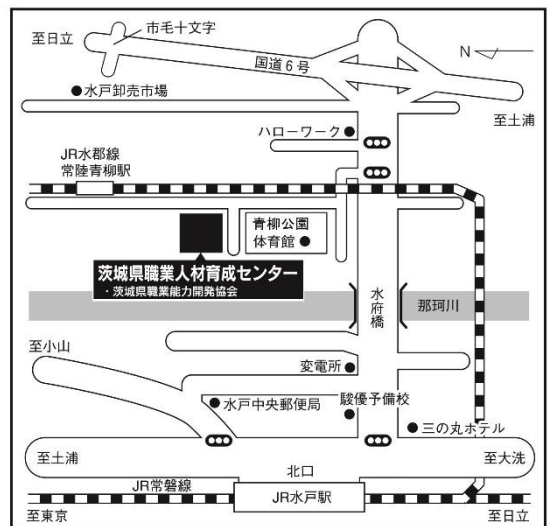 市毛十文字
至日立
国道6号
N
水戸卸売市場
至土浦
ハローワーク
JR水郡線
常陸青柳駅
青柳公園
体育館
茨城県職業人材育成センター
・茨城県職業能力開発協会
水府橋
那珂川
至小山
変電所
水戸中央郵便局
駿優予備校
三の丸ホテル
至土浦
北口
至大洗
JR常磐線
JR水戸駅
至東京
至日立